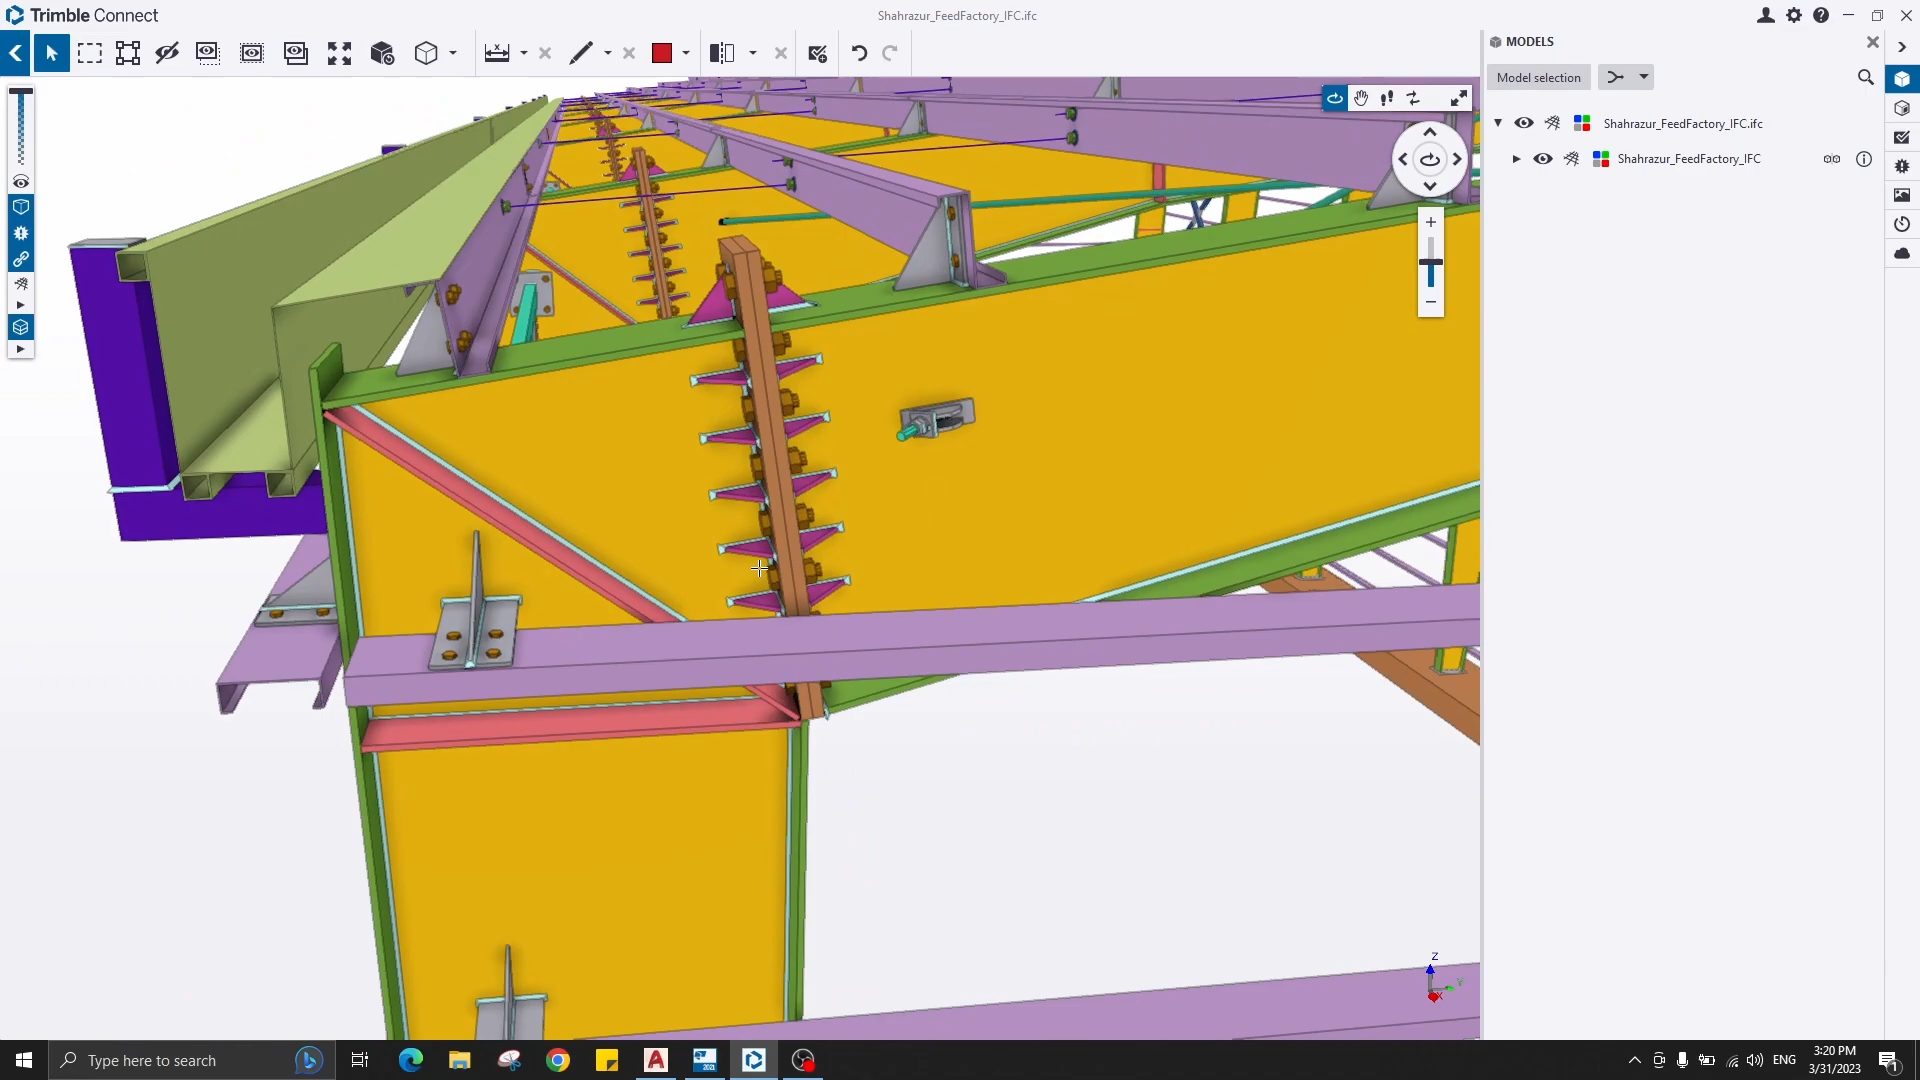 Trimble Connect
Shahrazur_FeedFactory_IFC.ifc
MODELS
Model selection
Shahrazur_FeedFactory_IFC.ifc
Shahrazur_FeedFactory_IFC
Z
Y
X
Type here to search
ENG
3:20 PM
3/31/2023
1